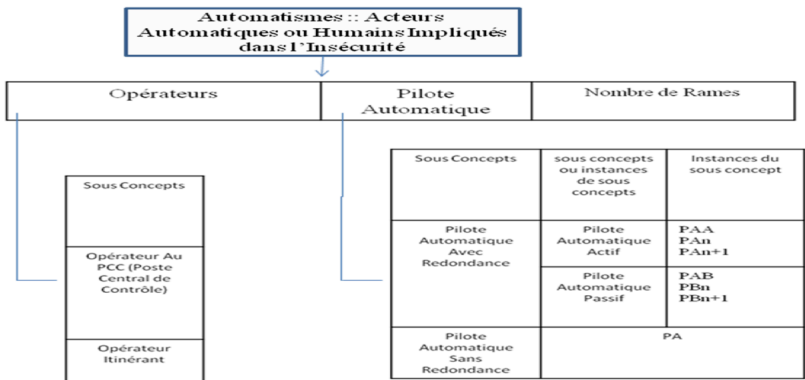 Automatismes :: Acteurs
Automatiques ou Humains Impliqués
dans l'Insécurité
Opérateurs
Pilote
Automatique
Nombre de Rames
Sous Concepts
Opérateur Au
PCC (Poste
Central de
Contrôle)
Opérateur
Itinérant
Sous Concepts
sous concepts
ou instances
de sous
concepts
Instances du
sous concept
Pilote
Automatique
Avec
Redondance
Pilote
Automatique
Actif
PAA
PAn
PAn+1
Pilote
Automatique
Passif
PAB
PBn
PBn+1
Pilote
Automatique
Sans
Redondance
PA